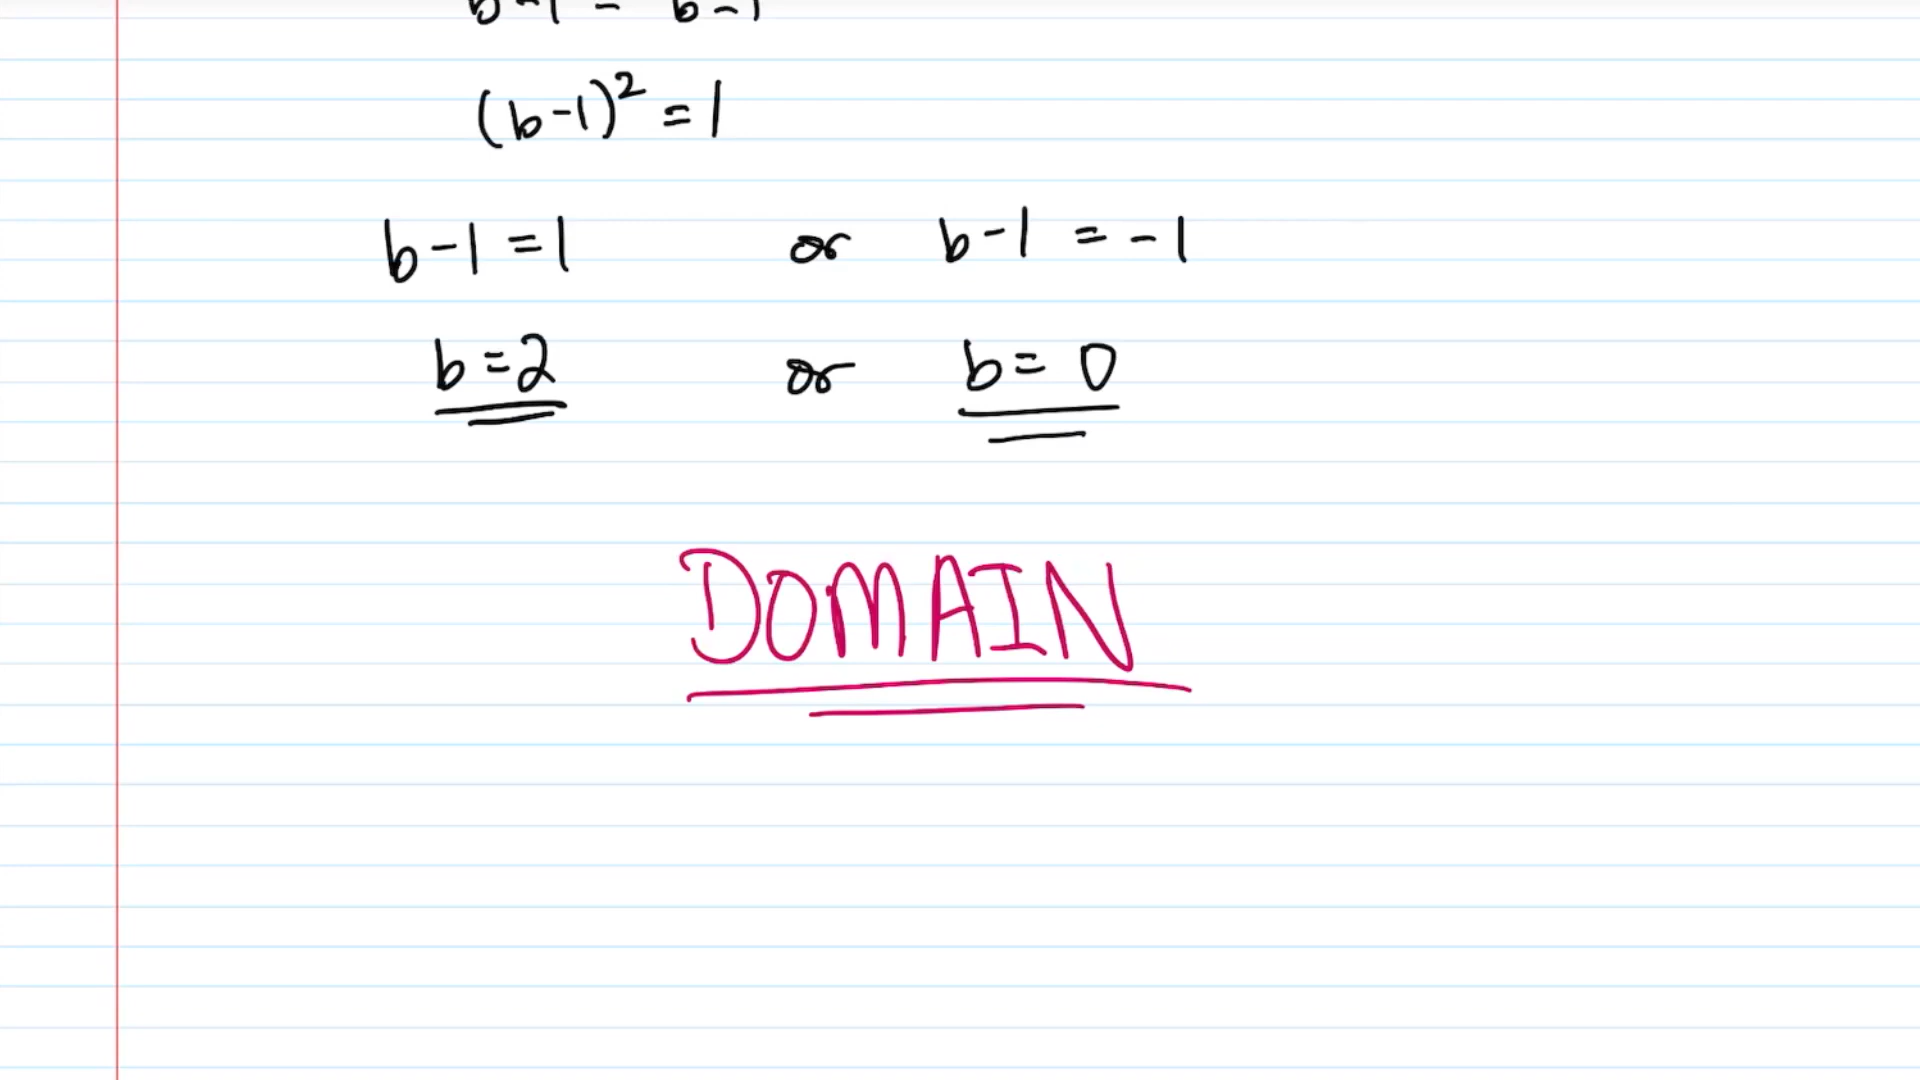 (b-1)² = 1
b-1 = 1 or b-1 = -1
b = 2 or b = 0
DOMAIN